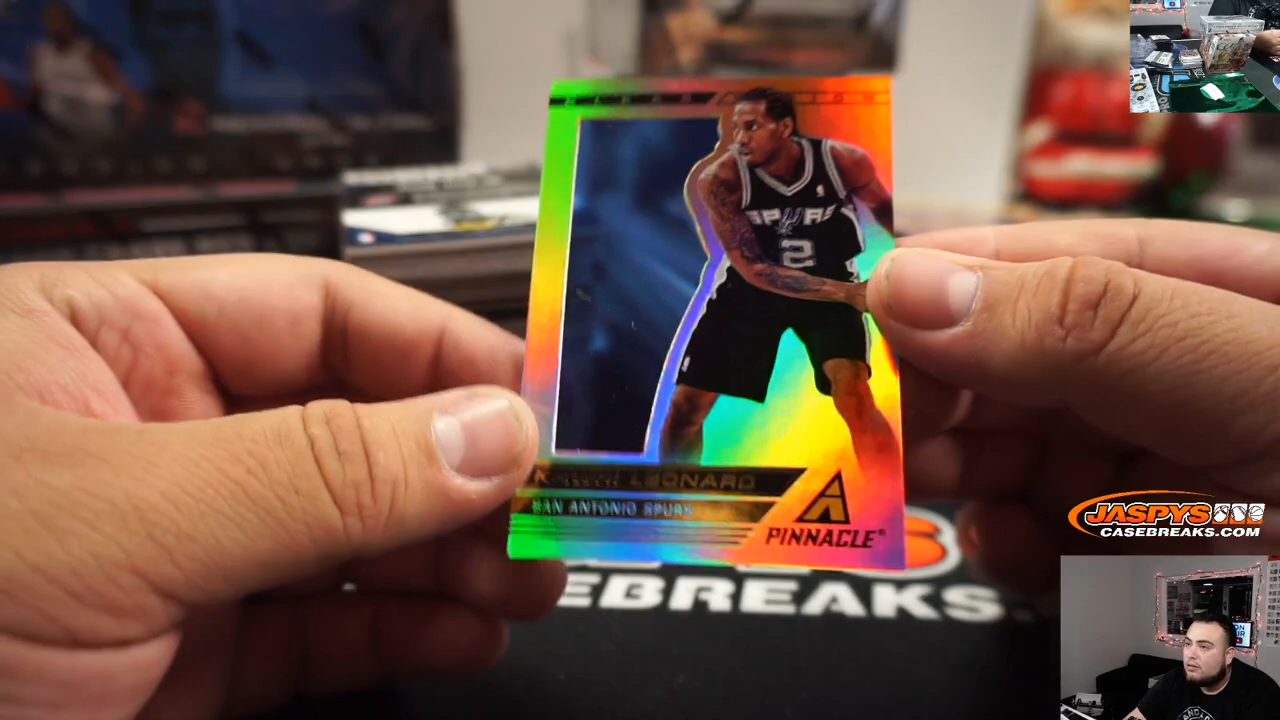 SPURS
2
LEONARD
SAN ANTONIO SPURS
PINNACLE®
EBREAKS
JASPYS
CASEBREAKS.COM